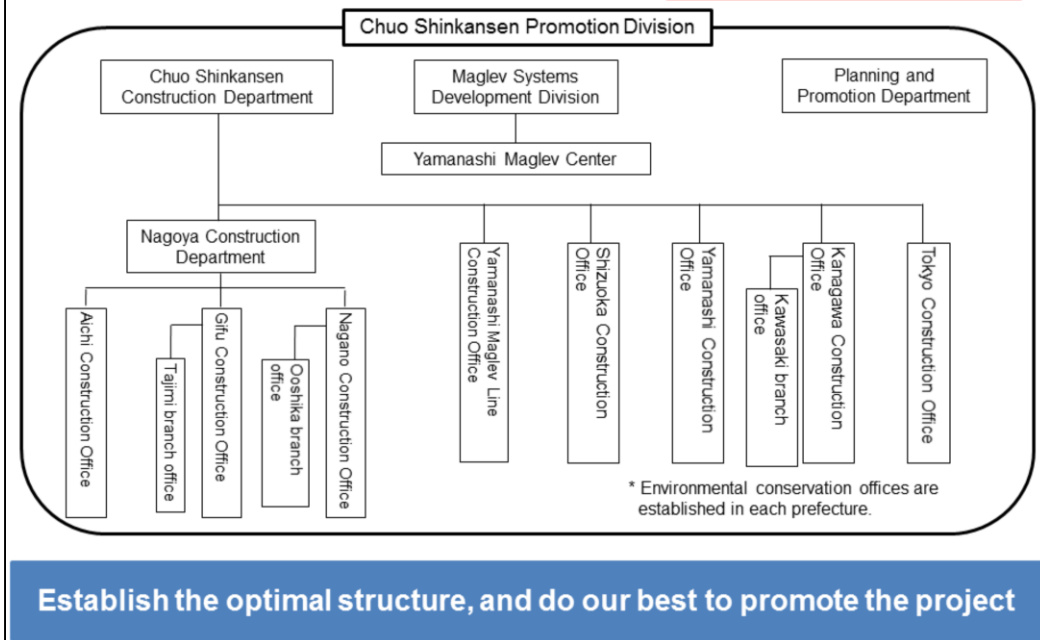 Chuo Shinkansen Promotion Division
Chuo Shinkansen
Construction Department
Maglev Systems
Development Division
Planning and
Promotion Department
Yamanashi Maglev Center
Nagoya Construction
Department
Aichi Construction Office
Tajimi branch office
Gifu Construction Office
Ooshika branch
office
Nagano Construction Office
Yamanashi Maglev Line
Construction Office
Shizuoka Construction
Office
Yamanashi Construction
Office
Kawasaki branch
office
Kanagawa Construction
Office
Tokyo Construction Office
* Environmental conservation offices are
established in each prefecture.
Establish the optimal structure, and do our best to promote the project